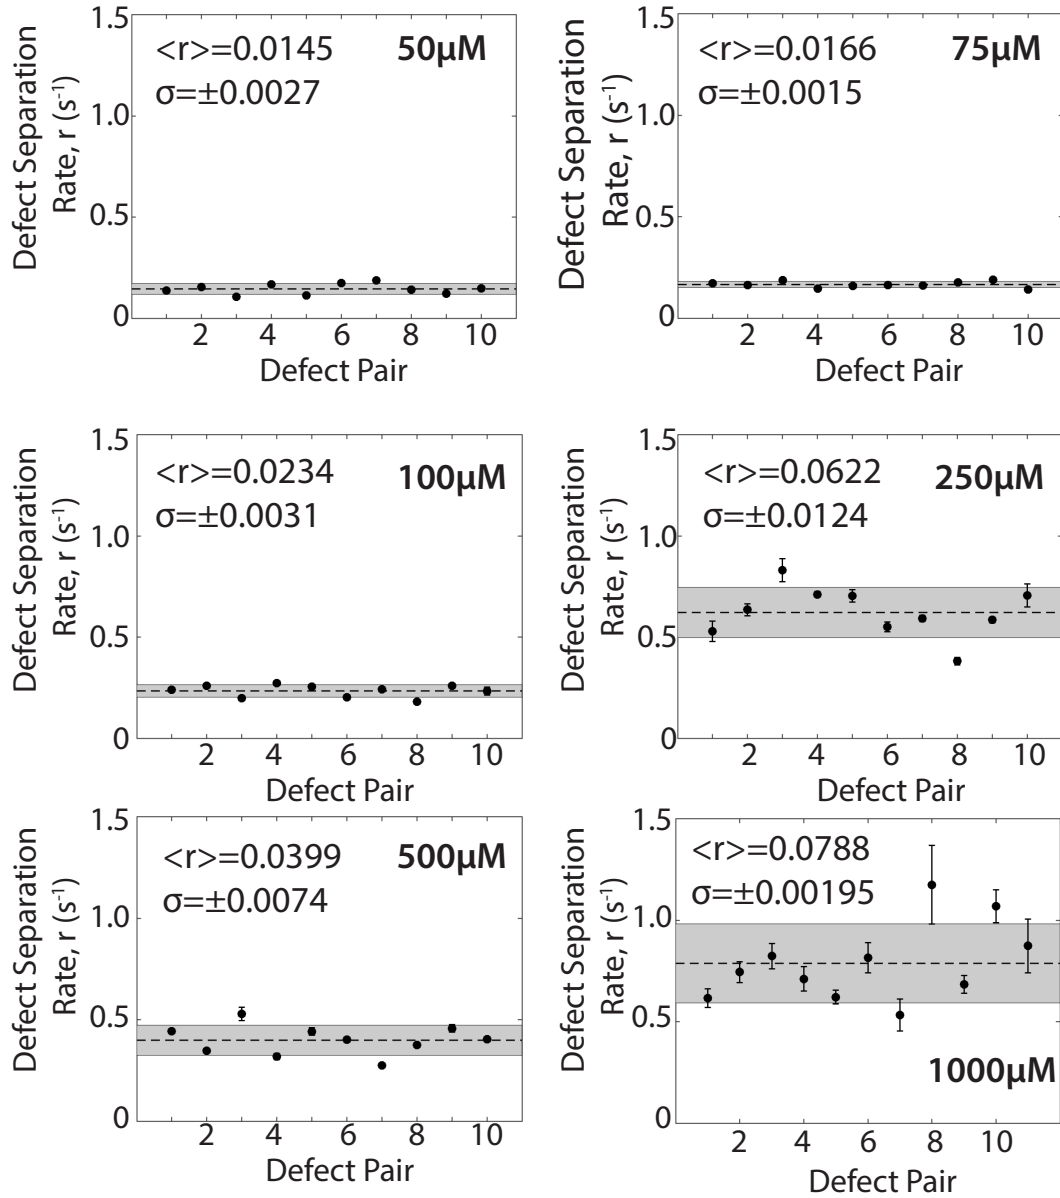 Defect Separation
Rate, r (s⁻¹)
1.5
1.0
0.5
0
<r>=0.0145
σ=±0.0027
50μM
2 4 6 8 10
Defect Pair
Defect Separation
Rate, r (s⁻¹)
1.5
1.0
0.5
0
<r>=0.0166
σ=±0.0015
75μM
2 4 6 8 10
Defect Pair
Defect Separation
Rate, r (s⁻¹)
1.5
1.0
0.5
0
<r>=0.0234
σ=±0.0031
100μM
2 4 6 8 10
Defect Pair
Defect Separation
Rate, r (s⁻¹)
1.5
1.0
0.5
0
<r>=0.0622
σ=±0.0124
250μM
2 4 6 8 10
Defect Pair
Defect Separation
Rate, r (s⁻¹)
1.5
1.0
0.5
0
<r>=0.0399
σ=±0.0074
500μM
2 4 6 8 10
Defect Pair
Defect Separation
Rate, r (s⁻¹)
1.5
1.0
0.5
0
<r>=0.0788
σ=±0.00195
1000μM
2 4 6 8 10
Defect Pair